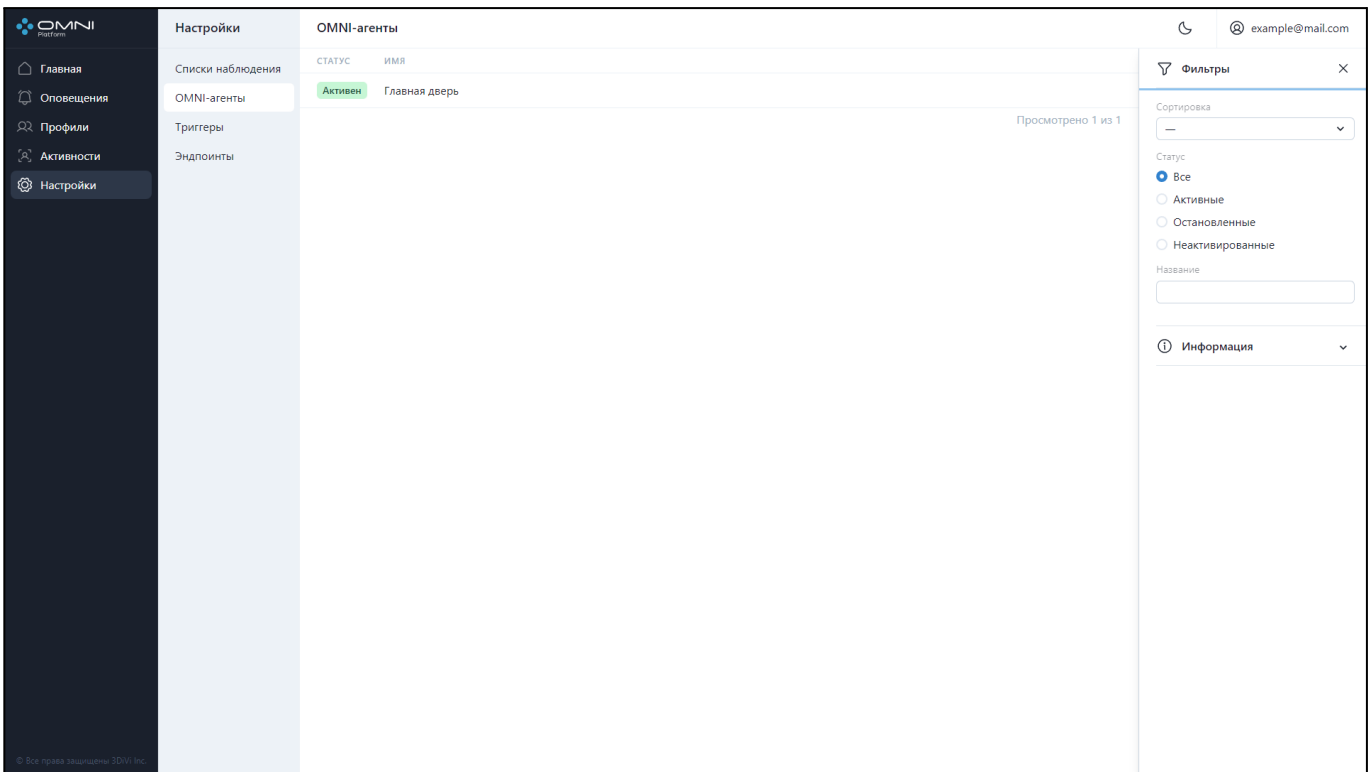 OMNI
Platform
Главная
Оповещения
Профили
Активности
Настройки
© Все права защищены 3DiVi Inc.
Настройки
Списки наблюдения
OMNI-агенты
Триггеры
Эндпоинты
OMNI-агенты
example@mail.com
СТАТУС ИМЯ
Активен Главная дверь
Просмотрено 1 из 1
Фильтры
Сортировка
—
Статус
Все
Активные
Остановленные
Неактивированные
Название
Информация